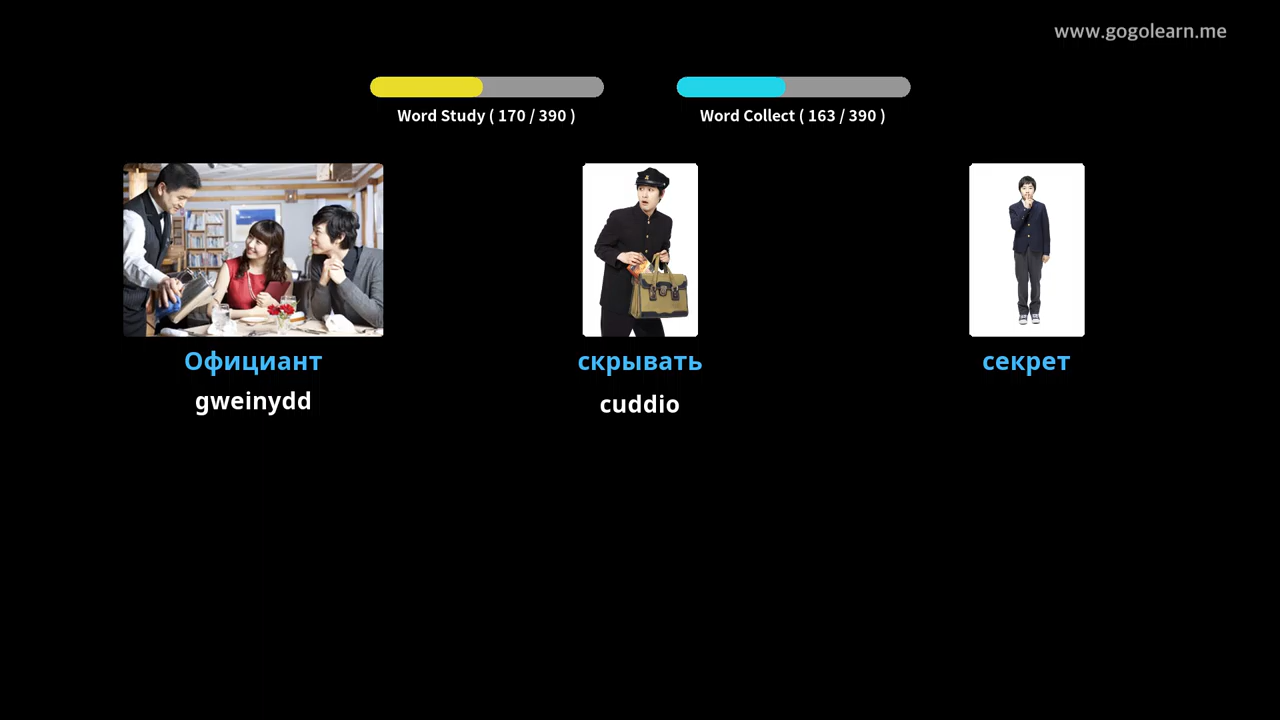 www.gogolearn.me
Word Study ( 170 / 390 )
Word Collect ( 163 / 390 )
Официант
скрывать
секрет
gweinydd
cuddio